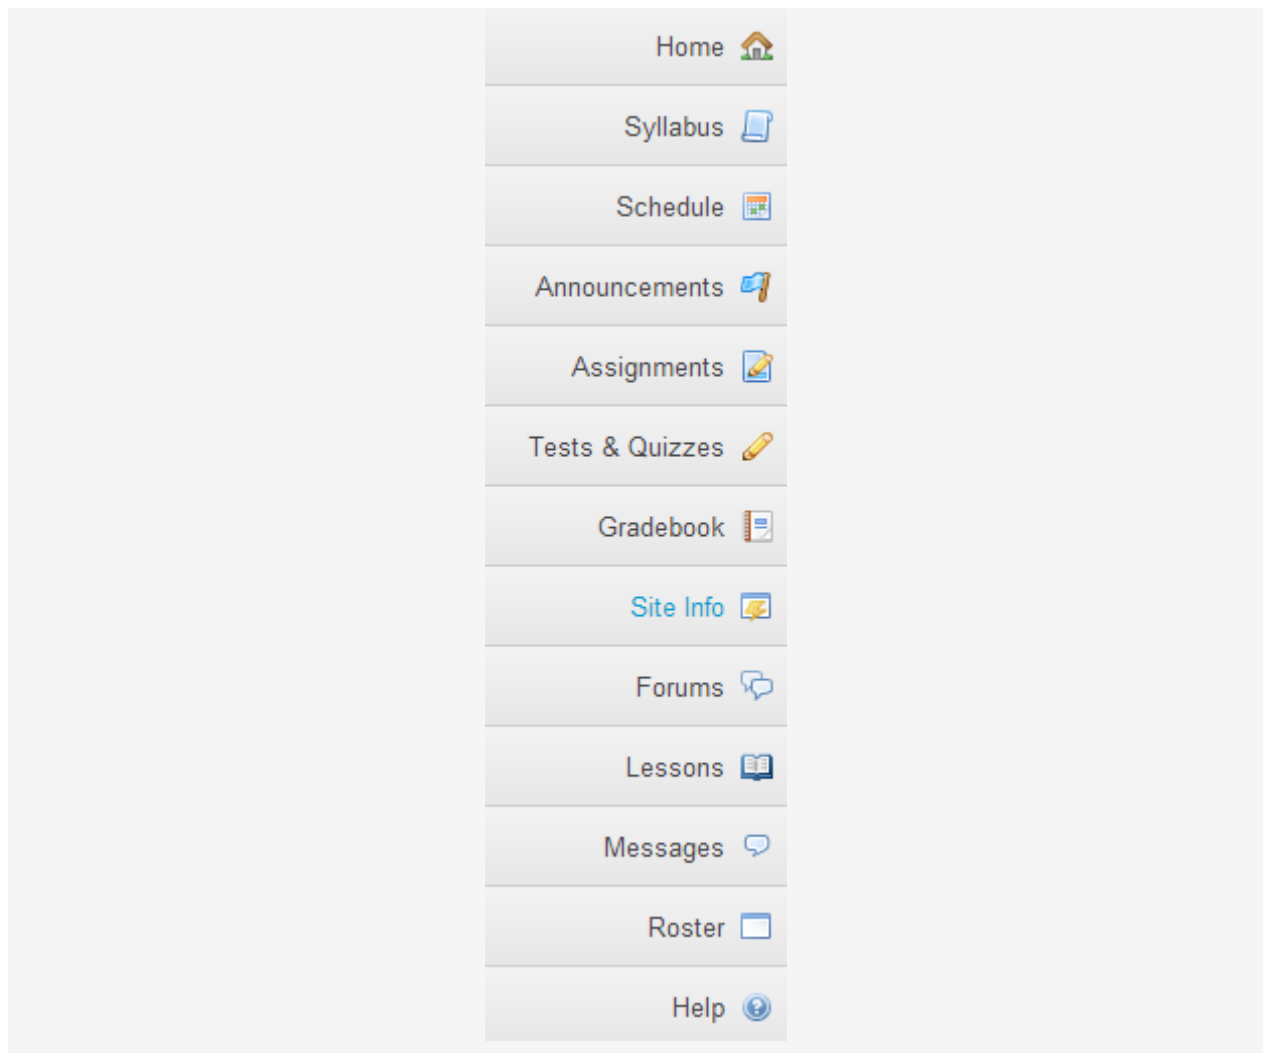 Home
Syllabus
Schedule
Announcements
Assignments
Tests & Quizzes
Gradebook
Site Info
Forums
Lessons
Messages
Roster
Help